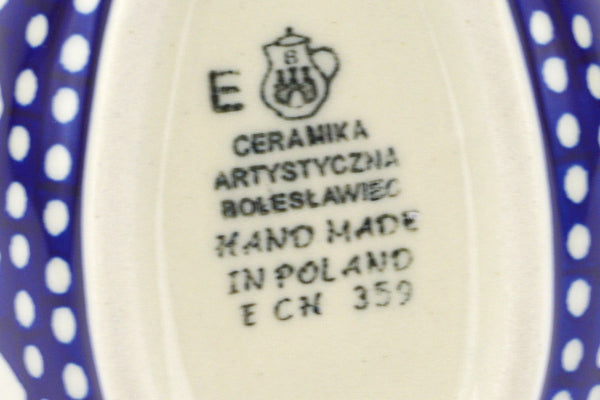 B
E
CERAMIKA
ARTYSTYCZNA
BOLESŁAWIEC
HAND MADE
IN POLAND
E CH 359